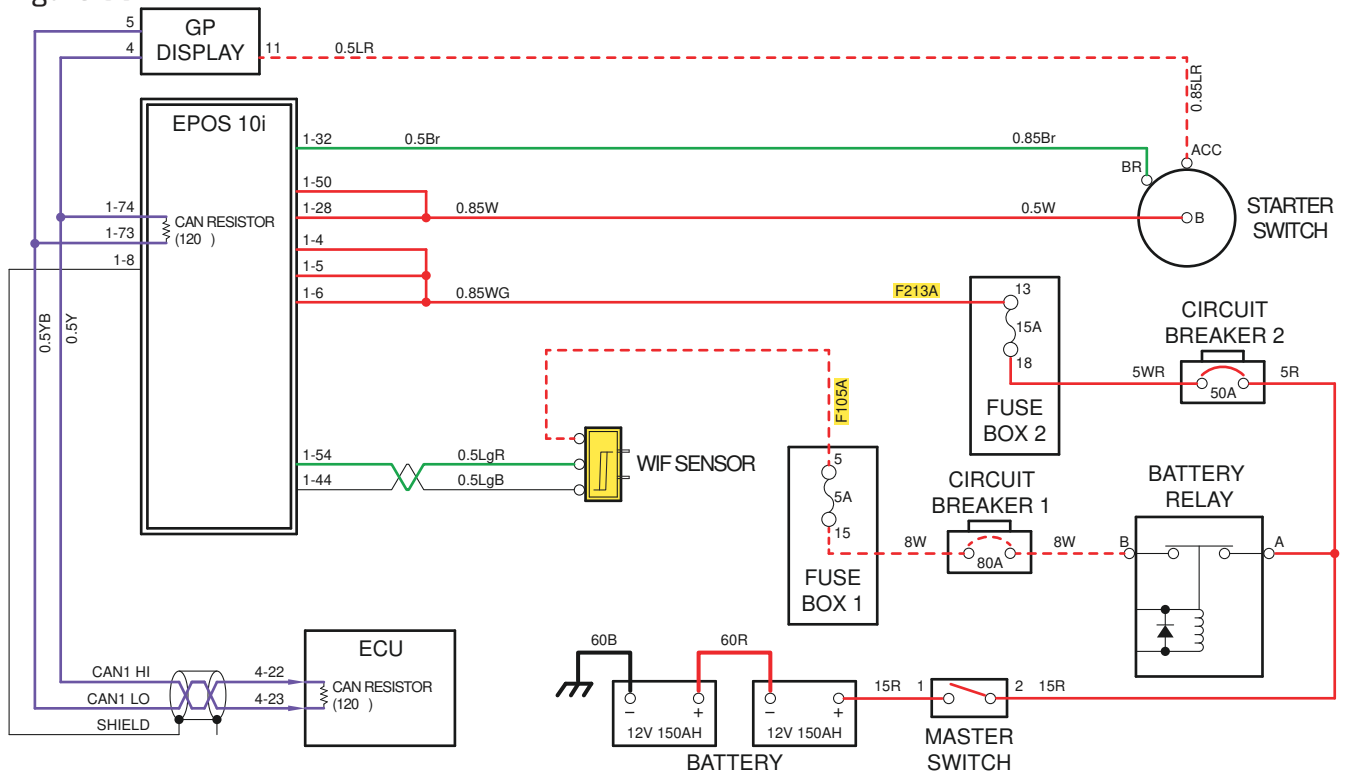 5
4
GP
DISPLAY
11
0.5LR
0.85LR
EPOS 10i
1-32
0.5Br
0.85Br
BR
ACC
1-50
1-28
0.85W
0.5W
B
STARTER
SWITCH
1-74
1-73
CAN RESISTOR
(120 )
1-8
1-4
1-5
1-6
0.85WG
F213A
13
15A
18
FUSE
BOX 2
CIRCUIT
BREAKER 2
5WR
50A
5R
0.5YB
0.5Y
F105A
1-54
0.5LgR
1-44
0.5LgB
WIF SENSOR
5
5A
15
FUSE
BOX 1
CIRCUIT
BREAKER 1
8W
80A
8W
BATTERY
RELAY
B
A
ECU
CAN1 HI
4-22
CAN1 LO
4-23
CAN RESISTOR
(120 )
SHIELD
60B
60R
–
+
12V 150AH
–
+
12V 150AH
BATTERY
15R
1
2
15R
MASTER
SWITCH